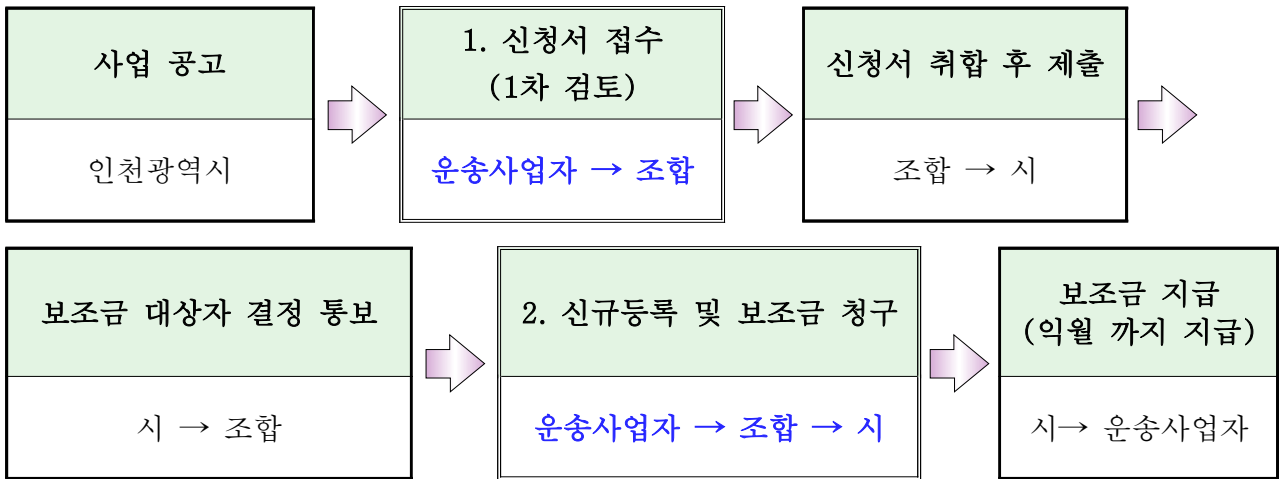 사업 공고
인천광역시
1. 신청서 접수
(1차 검토)
운송사업자 → 조합
신청서 취합 후 제출
조합 → 시
보조금 대상자 결정 통보
시 → 조합
2. 신규등록 및 보조금 청구
운송사업자 → 조합 → 시
보조금 지급
(익월 까지 지급)
시→ 운송사업자